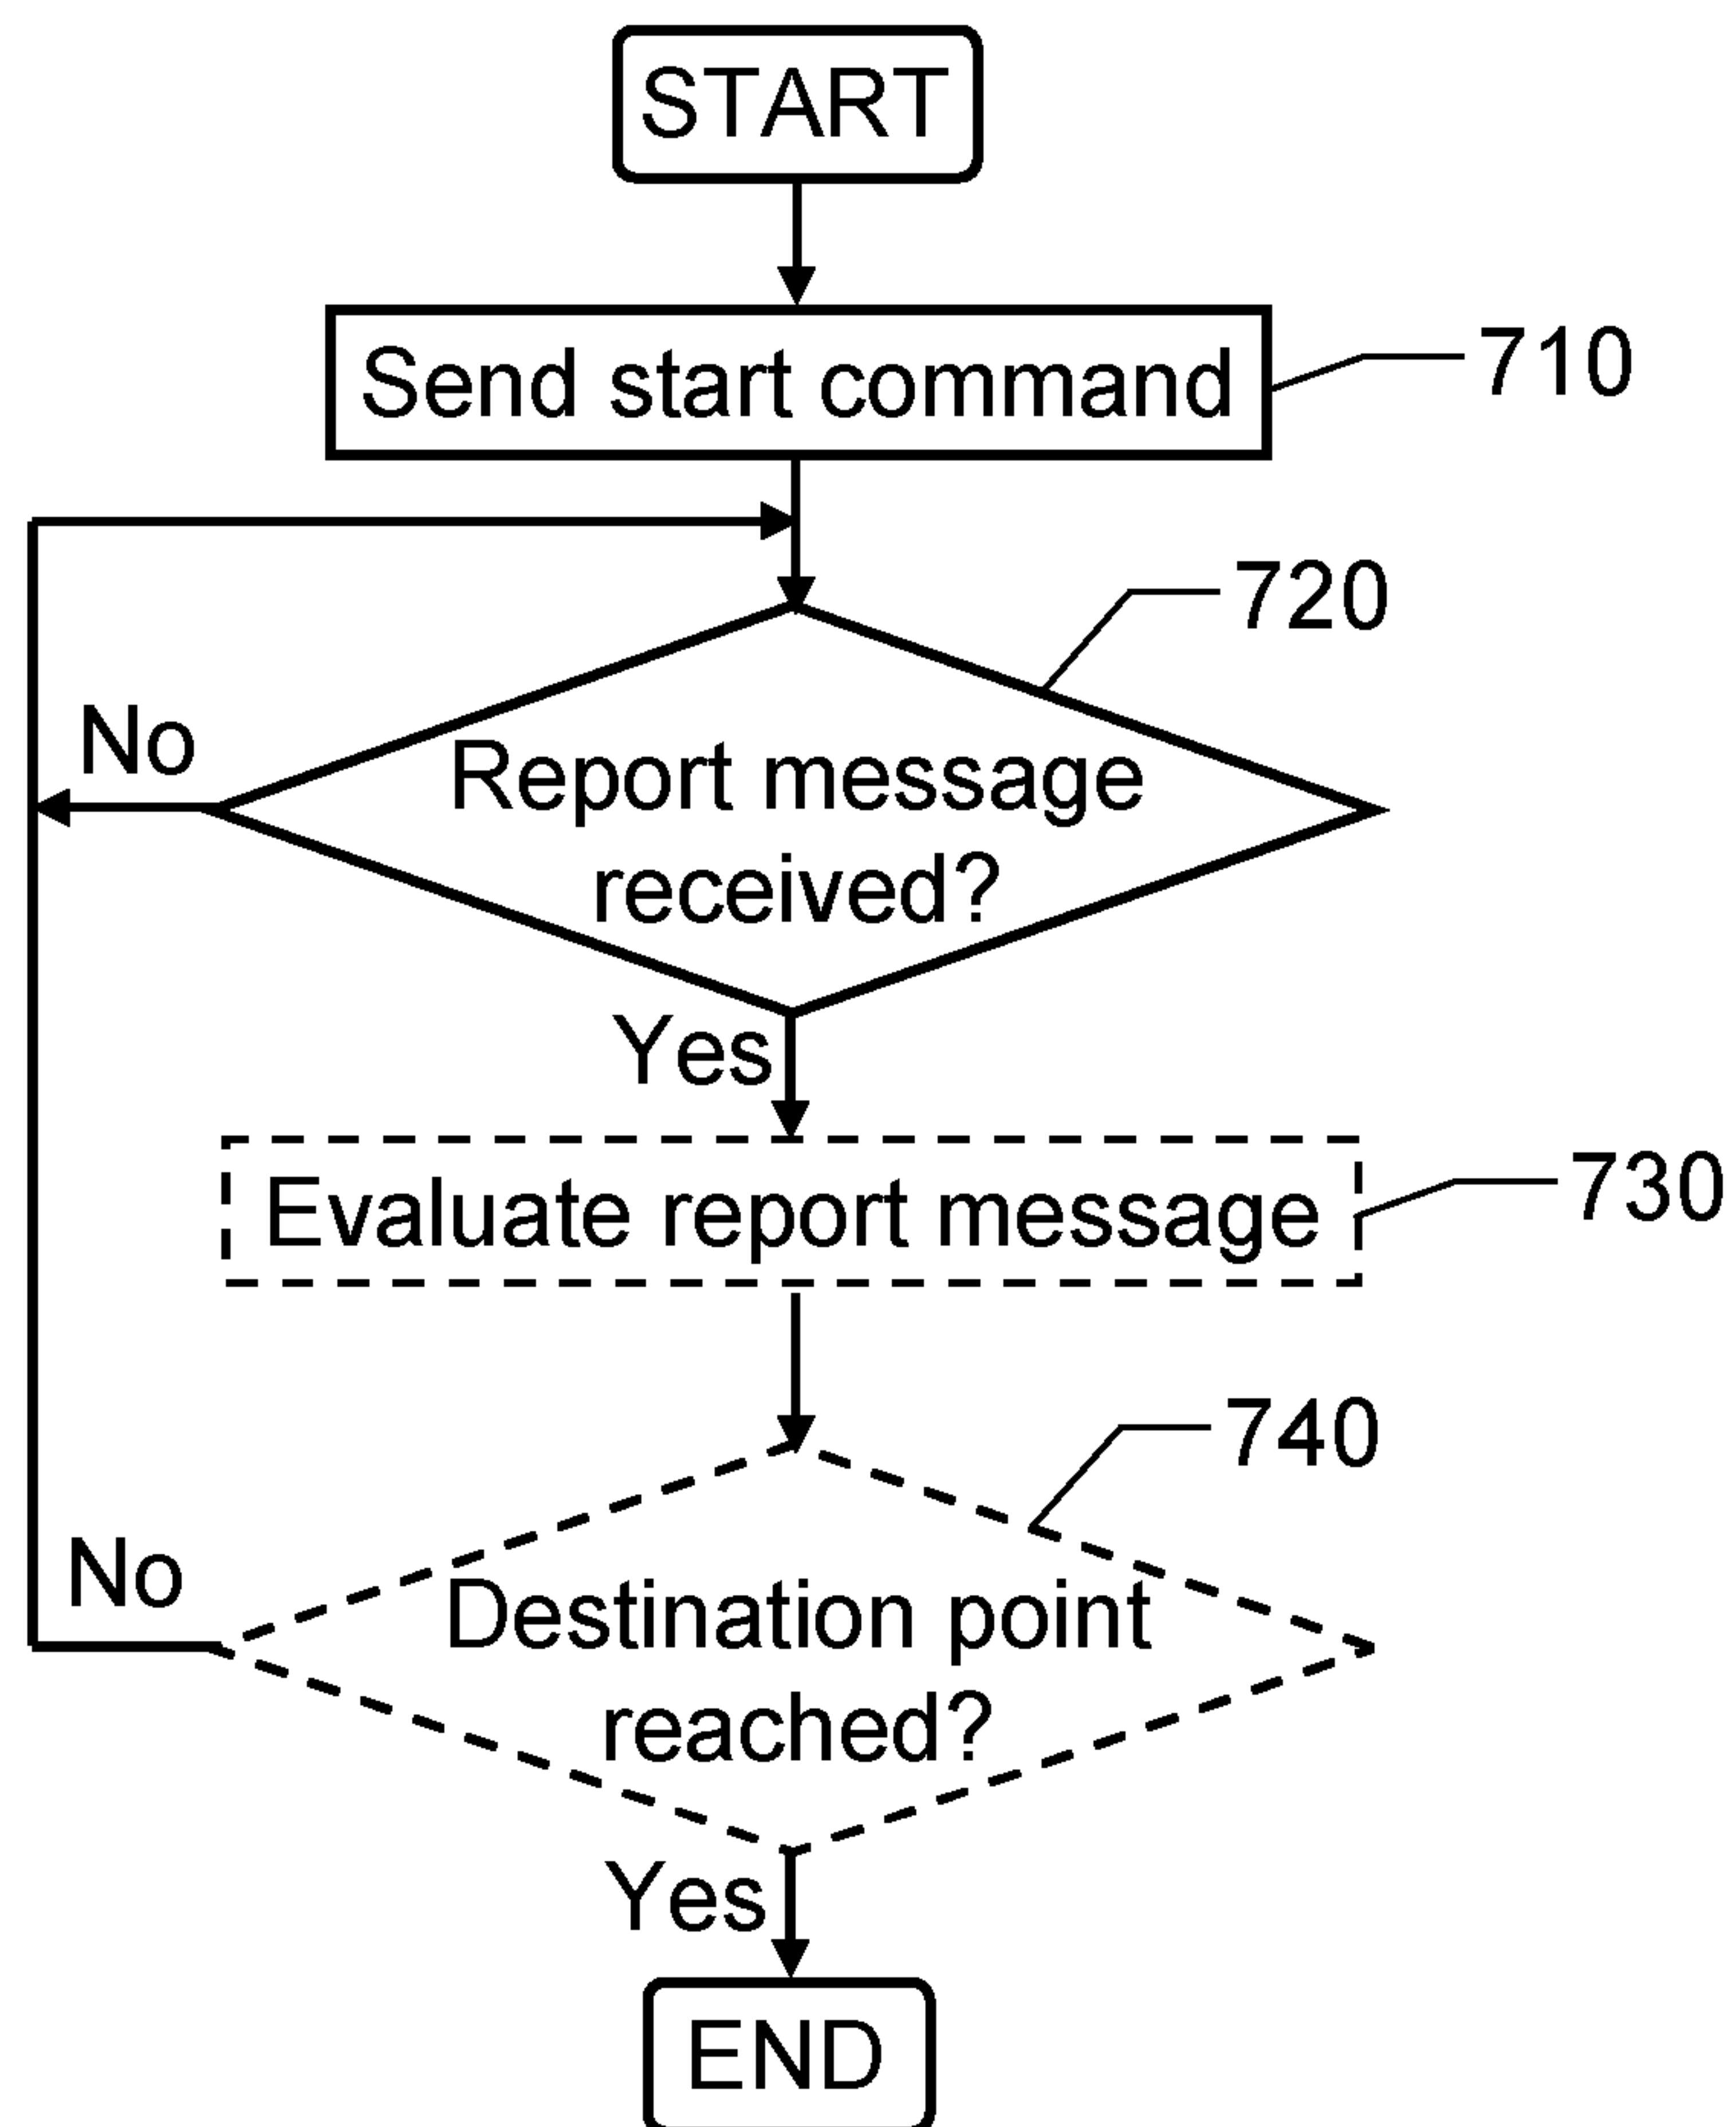 START
Send start command
710
720
No
Report message
received?
Yes
Evaluate report message
730
740
No
Destination point
reached?
Yes
END